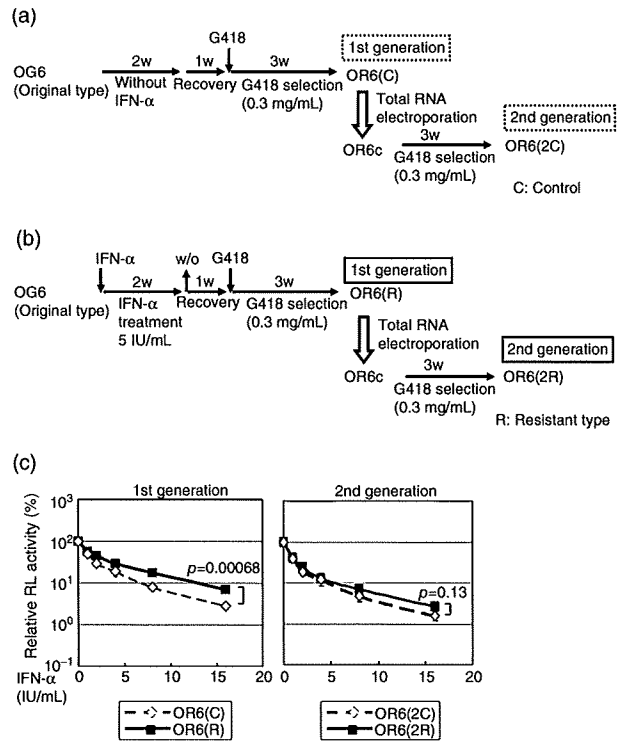 (a)
G418
2w
1w
3w
1st generation
OG6
(Original type)
Without
IFN-α
Recovery
G418 selection
(0.3 mg/mL)
OR6(C)
Total RNA
electroporation
2nd generation
3w
OR6c
OR6(2C)
G418 selection
(0.3 mg/mL)
C: Control
(b)
IFN-α
w/o
G418
2w
1w
3w
1st generation
OG6
(Original type)
IFN-α
treatment
5 IU/mL
Recovery
G418 selection
(0.3 mg/mL)
OR6(R)
Total RNA
electroporation
2nd generation
3w
OR6c
OR6(2R)
G418 selection
(0.3 mg/mL)
R: Resistant type
(c)
1st generation
2nd generation
Relative RL activity (%)
10³
10²
10¹
10⁰
10⁻¹
p=0.00068
p=0.13
0 5 10 15 20
0 5 10 15 20
IFN-α
(IU/mL)
OR6(C)
OR6(R)
OR6(2C)
OR6(2R)